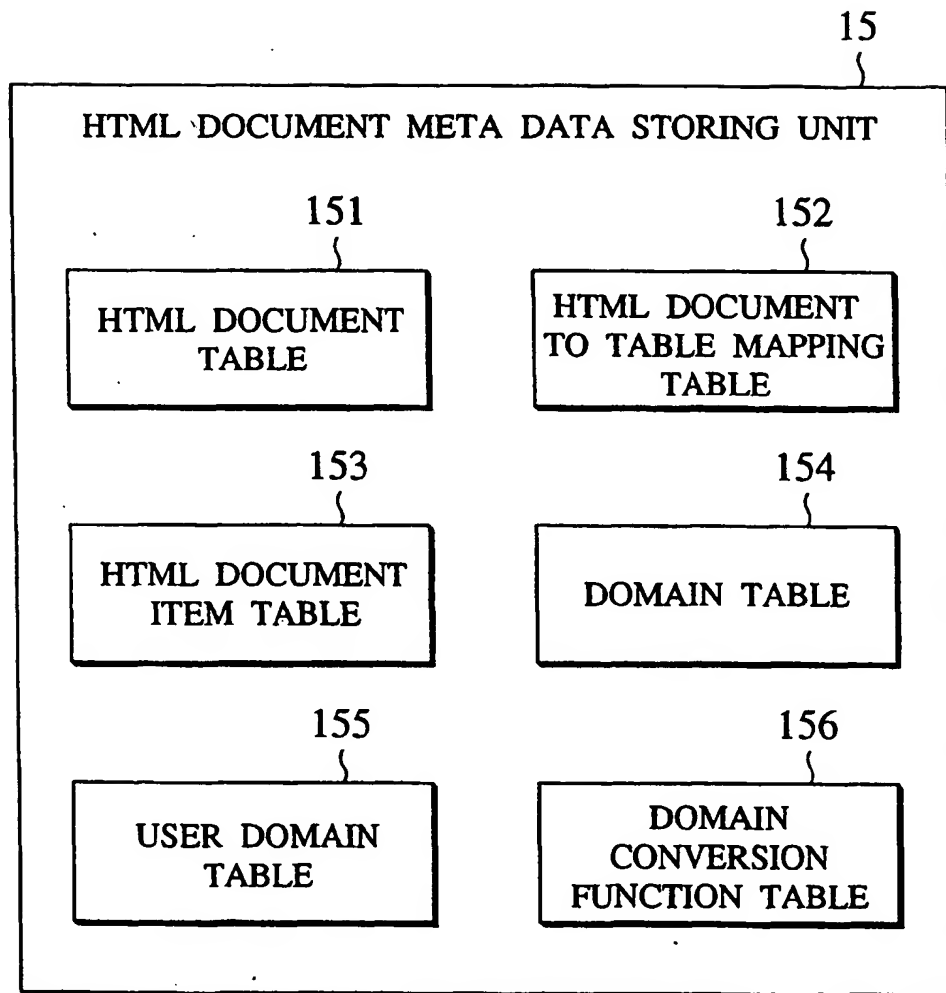 15
HTML DOCUMENT META DATA STORING UNIT
151
HTML DOCUMENT
TABLE
152
HTML DOCUMENT
TO TABLE MAPPING
TABLE
153
HTML DOCUMENT
ITEM TABLE
154
DOMAIN TABLE
155
USER DOMAIN
TABLE
156
DOMAIN
CONVERSION
FUNCTION TABLE